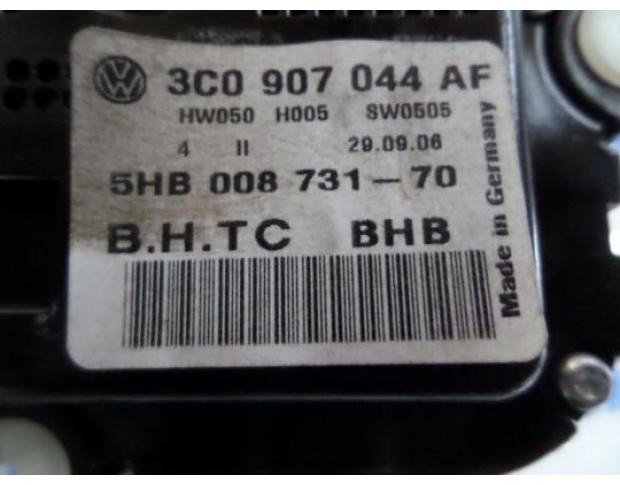 3C0 907 044 AF
HW050 H005 SW0505
4 II 29.09.06
5HB 008 731-70
B.H.TC BHB
Made in Germany